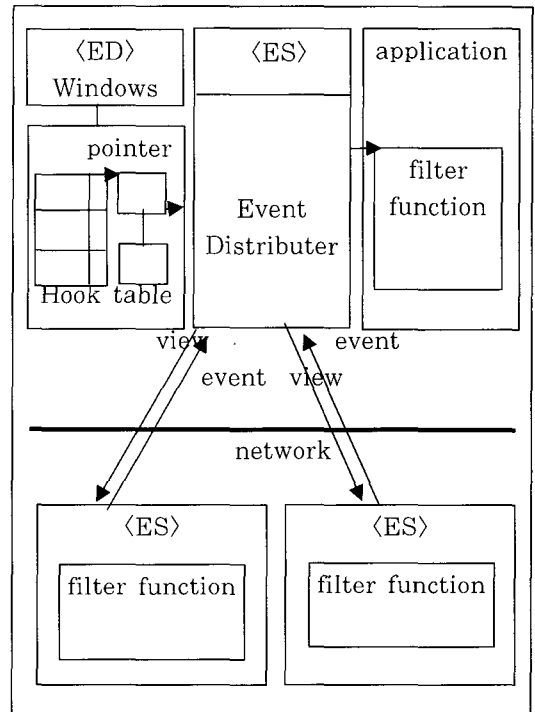 〈ED〉
Windows
〈ES〉
application
pointer
Hook table
Event
Distributer
filter
function
view
event
event
view
network
〈ES〉
filter function
〈ES〉
filter function